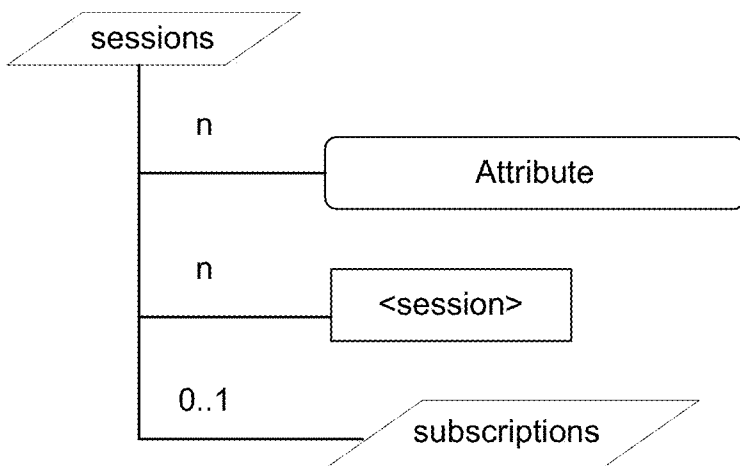 sessions
n
Attribute
n
<session>
0..1
subscriptions